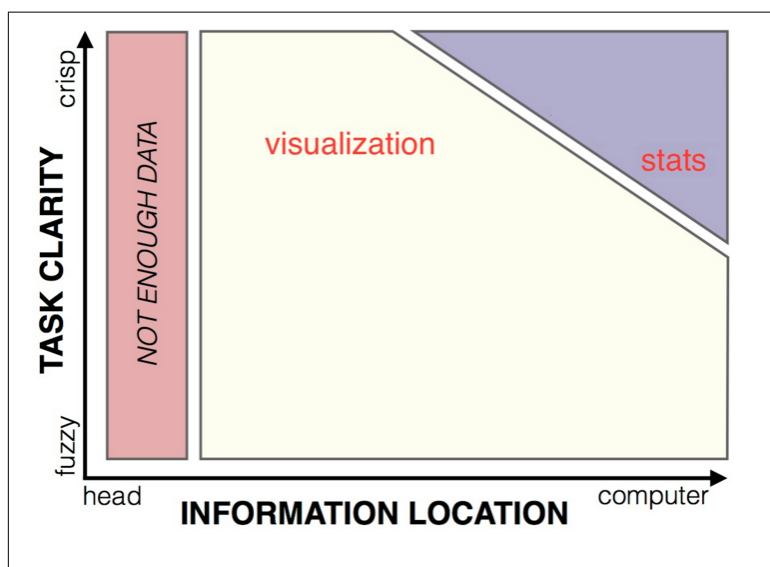 crisp
TASK CLARITY
fuzzy
NOT ENOUGH DATA
visualization
stats
head
computer
INFORMATION LOCATION